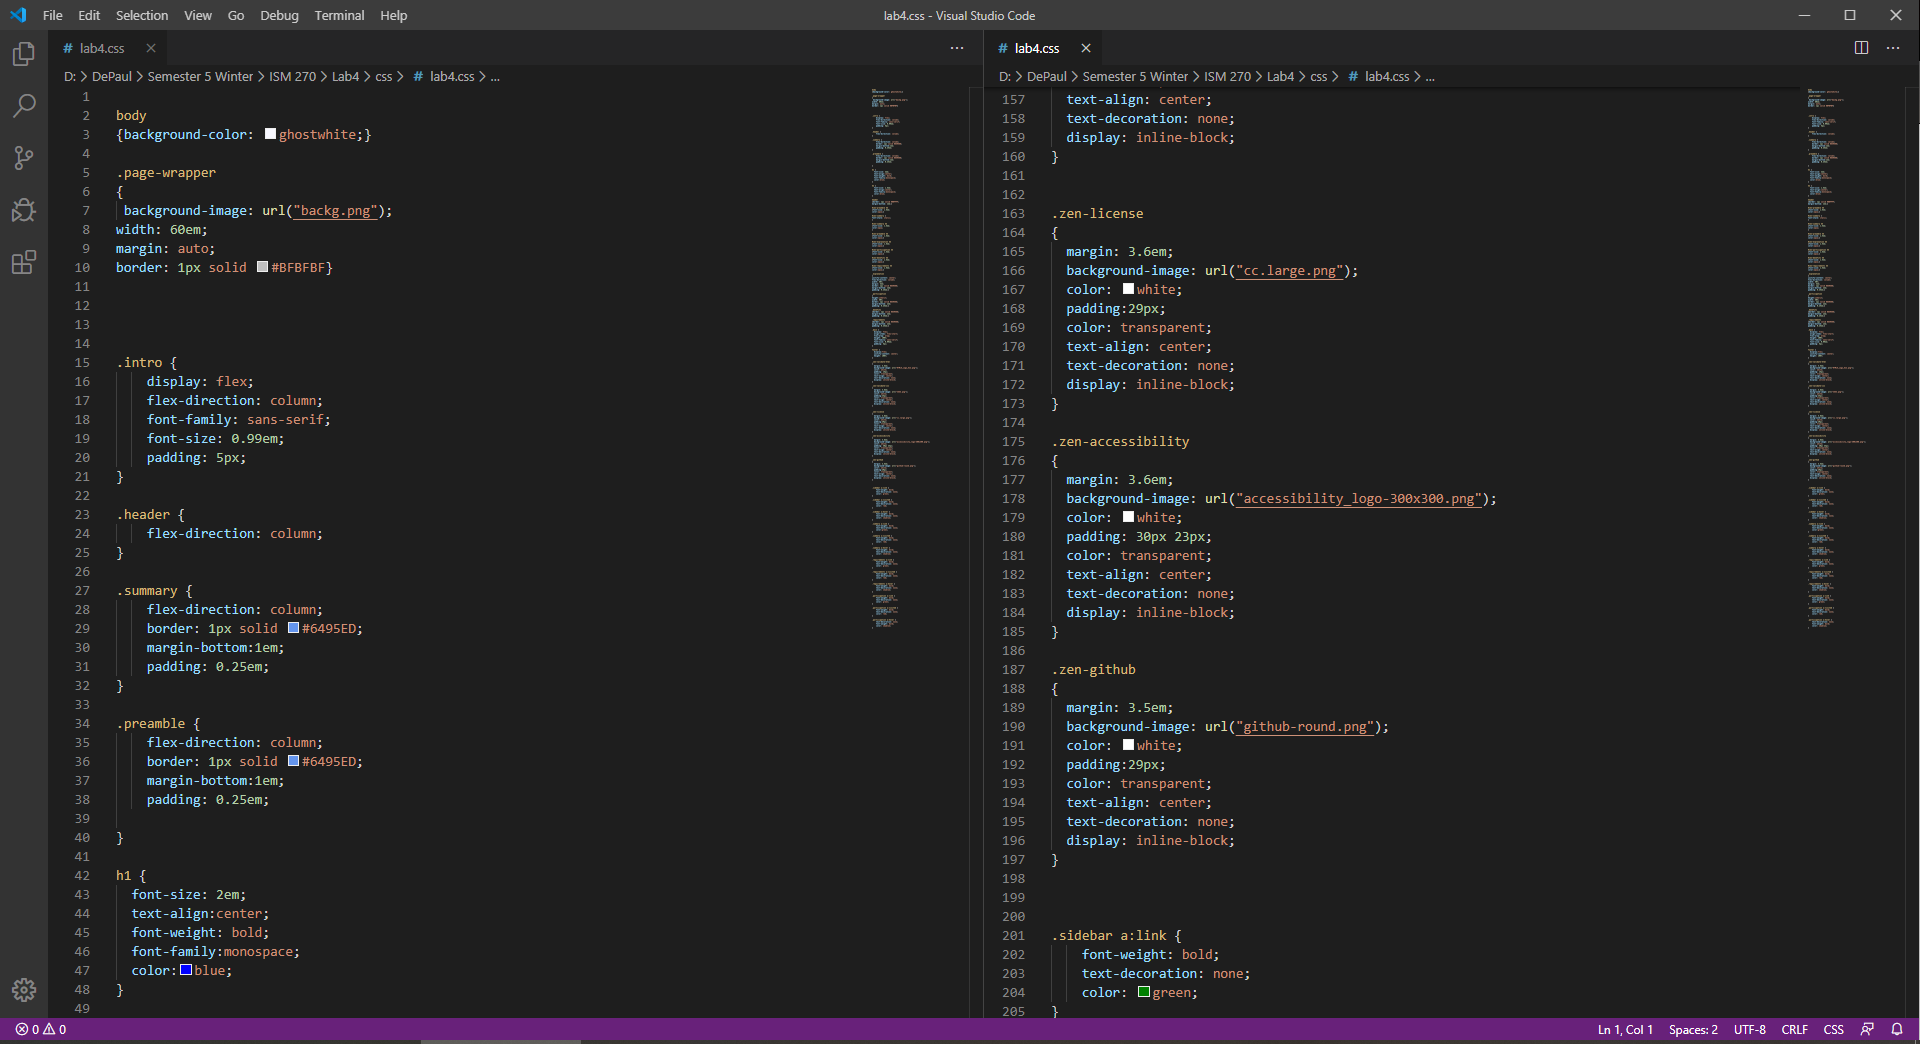 File Edit Selection View Go Debug Terminal Help
lab4.css - Visual Studio Code
# lab4.css
D: > DePaul > Semester 5 Winter > ISM 270 > Lab4 > css > # lab4.css > ...
1
2 body
3 {background-color: ghostwhite;}
4
5 .page-wrapper
6 {
7 background-image: url("backg.png");
8 width: 60em;
9 margin: auto;
10 border: 1px solid #BFBFBF}
11
12
13
14
15 .intro {
16 display: flex;
17 flex-direction: column;
18 font-family: sans-serif;
19 font-size: 0.99em;
20 padding: 5px;
21 }
22
23 .header {
24 flex-direction: column;
25 }
26
27 .summary {
28 flex-direction: column;
29 border: 1px solid #6495ED;
30 margin-bottom:1em;
31 padding: 0.25em;
32 }
33
34 .preamble {
35 flex-direction: column;
36 border: 1px solid #6495ED;
37 margin-bottom:1em;
38 padding: 0.25em;
39
40 }
41
42 h1 {
43 font-size: 2em;
44 text-align:center;
45 font-weight: bold;
46 font-family:monospace;
47 color:blue;
48 }
49
# lab4.css
D: > DePaul > Semester 5 Winter > ISM 270 > Lab4 > css > # lab4.css > ...
157 text-align: center;
158 text-decoration: none;
159 display: inline-block;
160 }
161
162
163 .zen-license
164 {
165 margin: 3.6em;
166 background-image: url("cc.large.png");
167 color: white;
168 padding:29px;
169 color: transparent;
170 text-align: center;
171 text-decoration: none;
172 display: inline-block;
173 }
174
175 .zen-accessibility
176 {
177 margin: 3.6em;
178 background-image: url("accessibility_logo-300x300.png");
179 color: white;
180 padding: 30px 23px;
181 color: transparent;
182 text-align: center;
183 text-decoration: none;
184 display: inline-block;
185 }
186
187 .zen-github
188 {
189 margin: 3.5em;
190 background-image: url("github-round.png");
191 color: white;
192 padding:29px;
193 color: transparent;
194 text-align: center;
195 text-decoration: none;
196 display: inline-block;
197 }
198
199
200
201 .sidebar a:link {
202 font-weight: bold;
203 text-decoration: none;
204 color: green;
205 }
0 0
Ln 1, Col 1 Spaces: 2 UTF-8 CRLF CSS